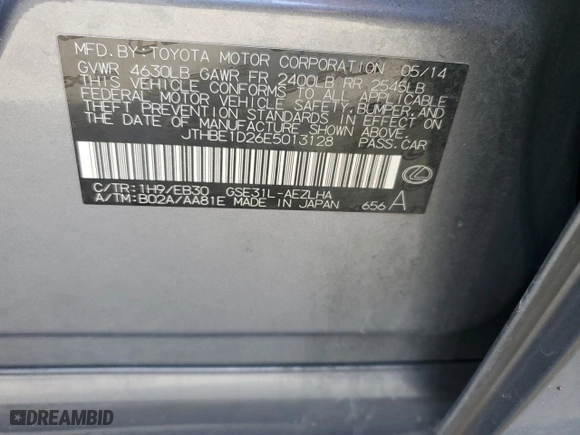 MFD. BY: TOYOTA MOTOR CORPORATION 05/14
GVWR 4630LB GAWR FR 2400LB RR 2545LB
THIS VEHICLE CONFORMS TO ALL APPLICABLE
FEDERAL MOTOR VEHICLE SAFETY, BUMPER, AND
THEFT PREVENTION STANDARDS IN EFFECT ON
THE DATE OF MANUFACTURE SHOWN ABOVE.
JTHBE1D26E5013128 PASS.CAR
C/TR: 1H9/EB30 GSE31L-AEZLHA
A/TM: B02A/AA81E MADE IN JAPAN 656A
DREAMBID